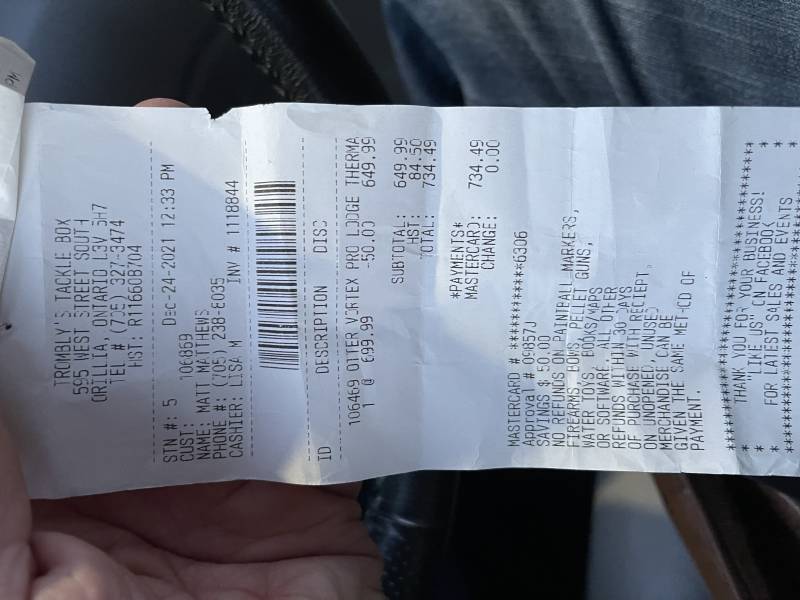 TROMBLY'S TACKLE BOX
595 WEST STREET SOUTH
ORILLIA, ONTARIO L3V 5H7
TEL # (705) 327-3474
HST: R11660B704
STN #: 5 Dec-24-2021 12:33 PM
CUST: 106869
NAME: MATT MATTHEWS
PHONE #: (705) 238-6035
CASHIER: LISA M INV # 1118844
ID DESCRIPTION DISC
106469 OTTER VORTEX PRO LODGE THERMA
1 @ 699.99 -50.00 649.99
SUBTOTAL: 649.99
HST: 84.50
TOTAL: 734.49
*PAYMENTS*
MASTERCARD: 734.49
CHANGE: 0.00
MASTERCARD # ************6306
Approval # 09857J
SAVINGS $ 50.00
NO REFUNDS ON PAINTBALL MARKERS,
FIREARMS, BOWS, PELLET GUNS,
WATER TOYS, BOOKS/MAPS
OR SOFTWARE. ALL OTHER
REFUNDS WITHIN 30 DAYS
OF PURCHASE WITH RECIEPT,
ON UNOPENED, UNUSED
MERCHANDISE CAN BE
GIVEN THE SAME METHOD OF
PAYMENT.
THANK YOU FOR YOUR BUSINESS!
"LIKE US" ON FACEBOOK
FOR LATEST SALES AND EVENTS